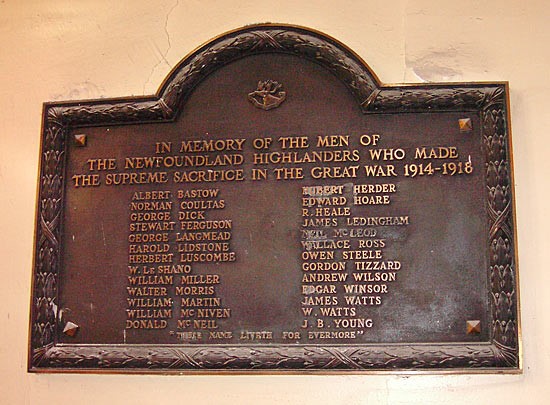 IN MEMORY OF THE MEN OF
THE NEWFOUNDLAND HIGHLANDERS WHO MADE
THE SUPREME SACRIFICE IN THE GREAT WAR 1914-1918
ALBERT BASTOW
NORMAN COULTAS
GEORGE DICK
STEWART FERGUSON
GEORGE LANGMEAD
HAROLD LIDSTONE
HERBERT LUSCOMBE
W. LE SHANO
WILLIAM MILLER
WALTER MORRIS
WILLIAM MARTIN
WILLIAM MCNIVEN
DONALD MCNEIL
HUBERT HERDER
EDWARD HOARE
R. HEALE
JAMES LEDINGHAM
NEIL MCLEOD
WALLACE ROSS
OWEN STEELE
GORDON TIZZARD
ANDREW WILSON
EDGAR WINSOR
JAMES WATTS
W. WATTS
J. B. YOUNG
"THEIR NAME LIVETH FOR EVERMORE"